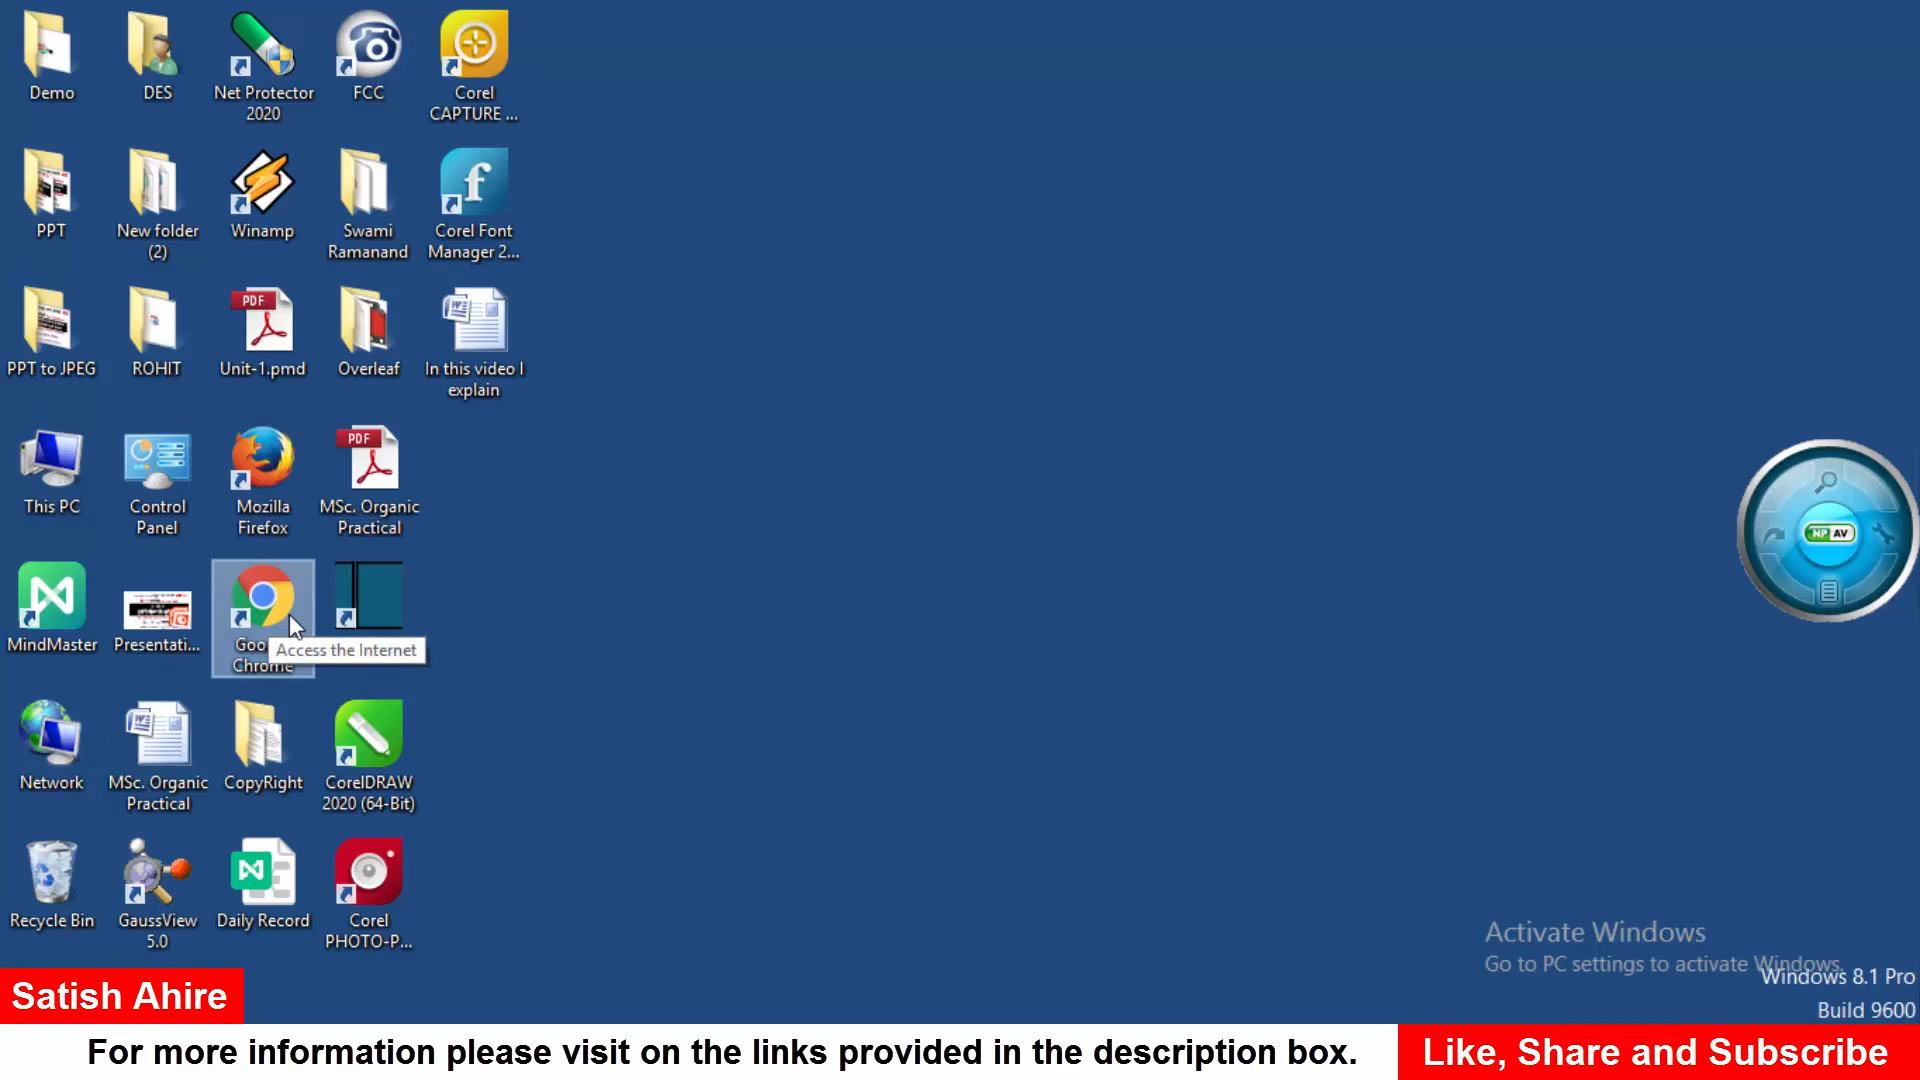 Demo
DES
Net Protector
2020
FCC
Corel
CAPTURE ...
PPT
New folder
(2)
Winamp
Swami
Ramanand
f
Corel Font
Manager 2...
PPT to JPEG
ROHIT
PDF
Unit-1.pmd
Overleaf
In this video I
explain
This PC
Control
Panel
Mozilla
Firefox
PDF
MSc. Organic
Practical
NP AV
MindMaster
Presentati...
Goo
Chrome
Access the Internet
Network
MSc. Organic
Practical
CopyRight
CorelDRAW
2020 (64-Bit)
Recycle Bin
GaussView
5.0
Daily Record
Corel
PHOTO-P...
Activate Windows
Go to PC settings to activate Windows.
Windows 8.1 Pro
Build 9600
Satish Ahire
For more information please visit on the links provided in the description box.
Like, Share and Subscribe